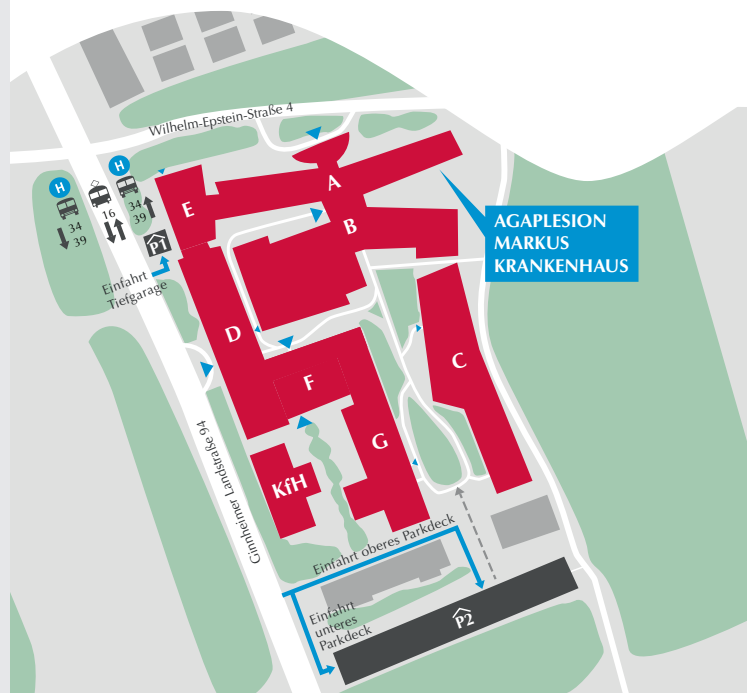 Wilhelm-Epstein-Straße 4
H
H
34
39
16
34
39
P1
Einfahrt
Tiefgarage
E
A
B
AGAPLESION
MARKUS
KRANKENHAUS
D
C
F
G
KfH
Ginnheimer Landstraße 94
Einfahrt oberes Parkdeck
Einfahrt
unteres
Parkdeck
P2